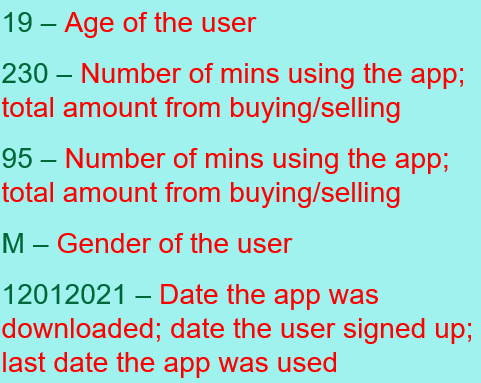 19 – Age of the user
230 – Number of mins using the app;
total amount from buying/selling
95 – Number of mins using the app;
total amount from buying/selling
M – Gender of the user
12012021 – Date the app was
downloaded; date the user signed up;
last date the app was used